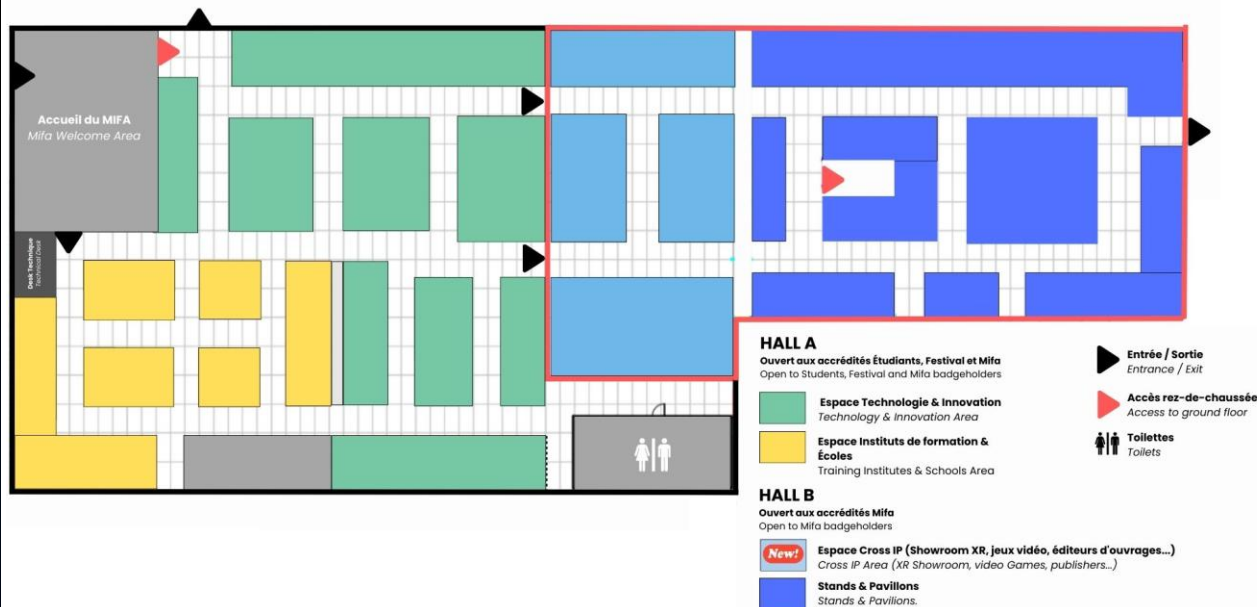 Accueil du MIFA
Mifa Welcome Area
Desk Technique
Technical Desk
HALL A
Ouvert aux accrédités Étudiants, Festival et Mifa
Open to Students, Festival and Mifa badgeholders
Espace Technologie & Innovation
Technology & Innovation Area
Espace Instituts de formation &
Écoles
Training Institutes & Schools Area
HALL B
Ouvert aux accrédités Mifa
Open to Mifa badgeholders
New!
Espace Cross IP (Showroom XR, jeux vidéo, éditeurs d'ouvrages...)
Cross IP Area (XR Showroom, video Games, publishers...)
Stands & Pavillons
Stands & Pavilions.
Entrée / Sortie
Entrance / Exit
Accès rez-de-chaussée
Access to ground floor
Toilettes
Toilets